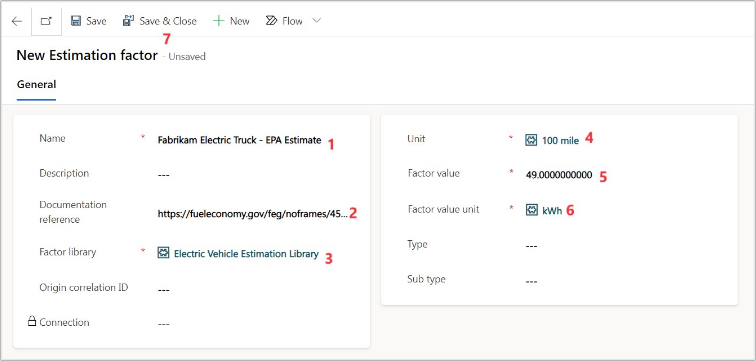 Save Save & Close New Flow
7
New Estimation factor - Unsaved
General
Name * Fabrikam Electric Truck - EPA Estimate 1
Description ---
Documentation
reference https://fueleconomy.gov/feg/noframes/45... 2
Factor library * Electric Vehicle Estimation Library 3
Origin correlation ID ---
Connection ---
Unit * 100 mile 4
Factor value * 49.0000000000 5
Factor value unit * kWh 6
Type ---
Sub type ---